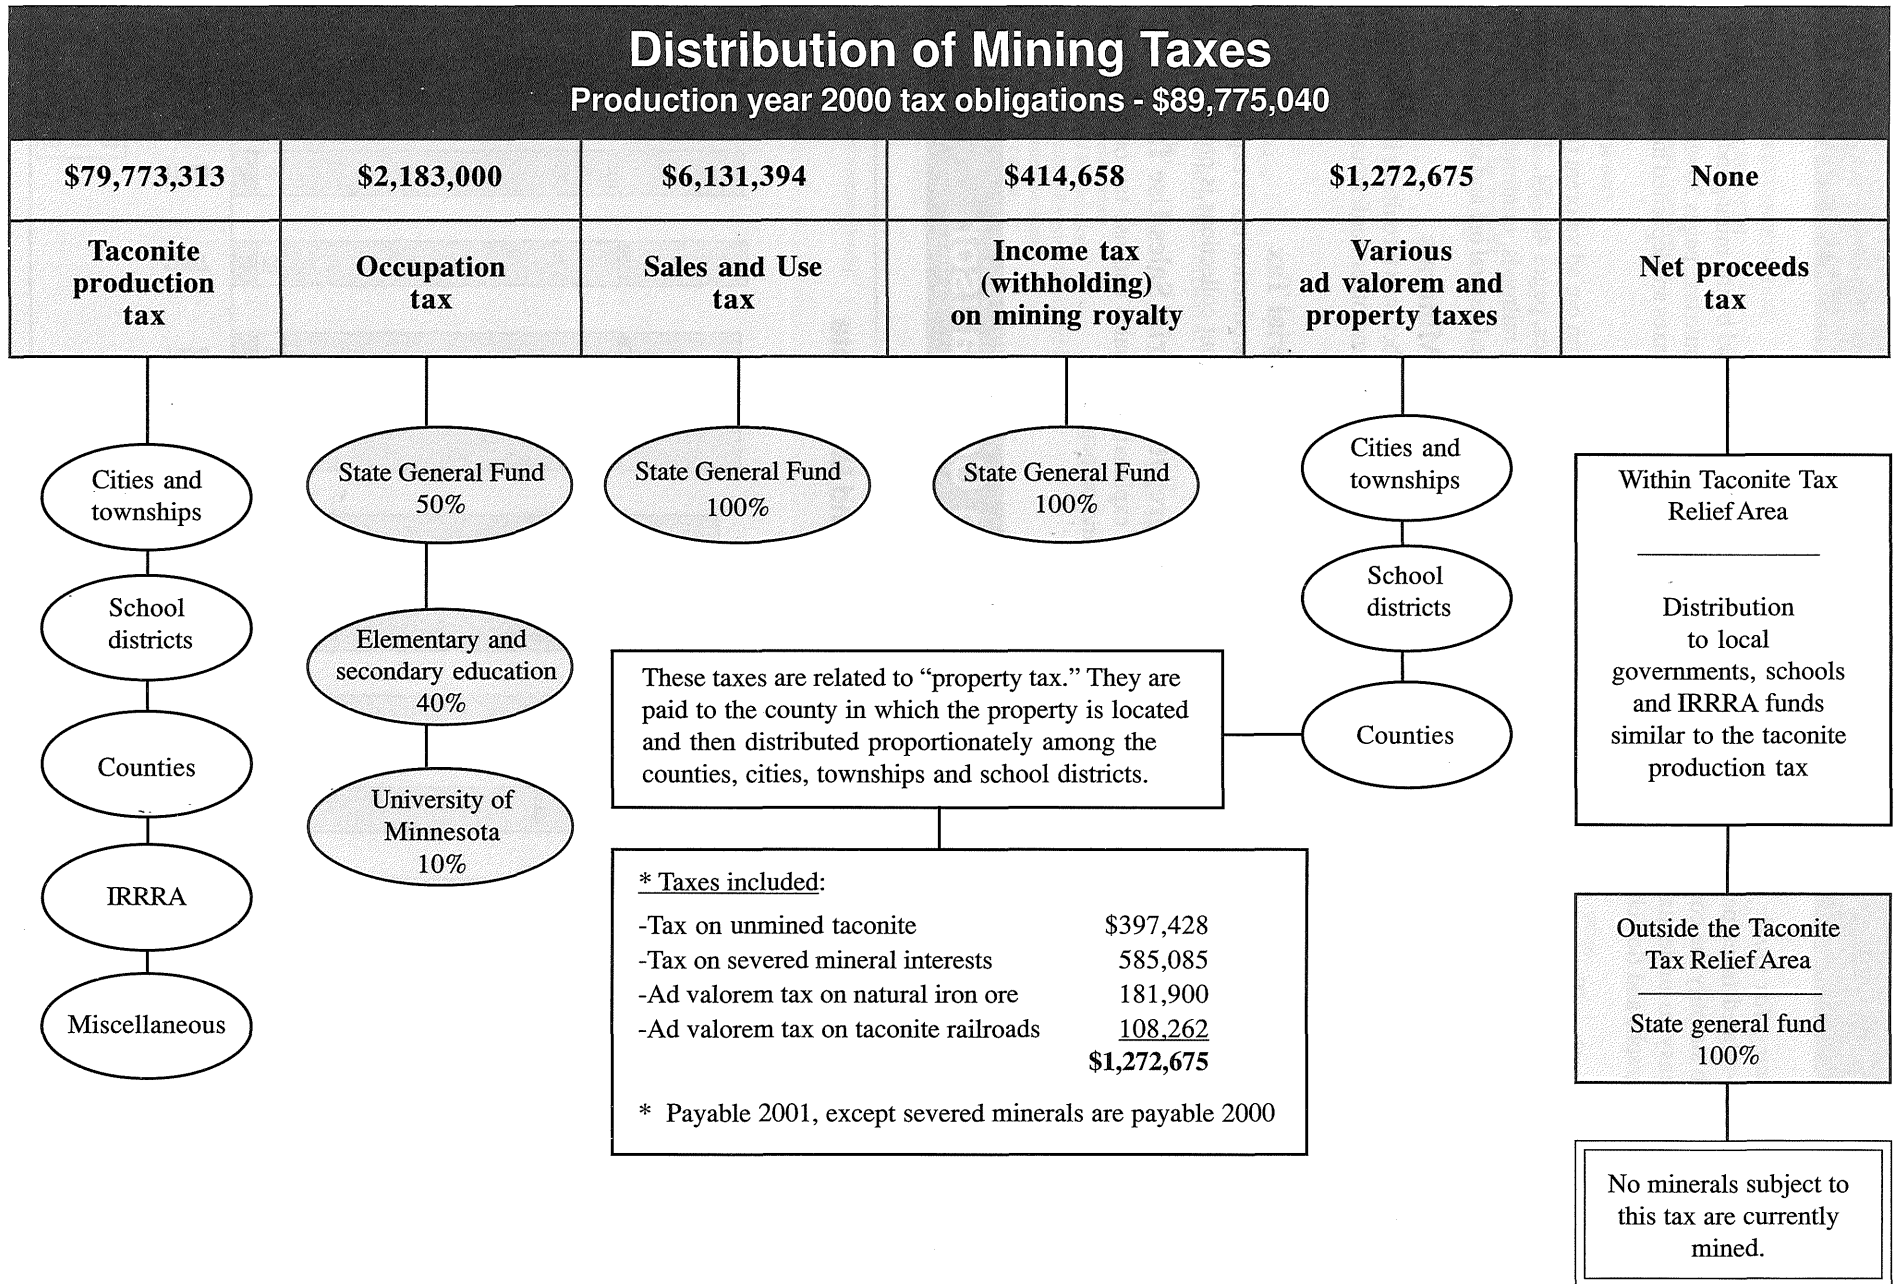 Distribution of Mining Taxes
Production year 2000 tax obligations - $89,775,040
$79,773,313
$2,183,000
$6,131,394
$414,658
$1,272,675
None
Taconite
production
tax
Occupation
tax
Sales and Use
tax
Income tax
(withholding)
on mining royalty
Various
ad valorem and
property taxes
Net proceeds
tax
Cities and
townships
School
districts
Counties
IRRRA
Miscellaneous
State General Fund
50%
Elementary and
secondary education
40%
University of
Minnesota
10%
State General Fund
100%
State General Fund
100%
Cities and
townships
School
districts
Counties
These taxes are related to “property tax.” They are
paid to the county in which the property is located
and then distributed proportionately among the
counties, cities, townships and school districts.
* Taxes included:
-Tax on unmined taconite $397,428
-Tax on severed mineral interests 585,085
-Ad valorem tax on natural iron ore 181,900
-Ad valorem tax on taconite railroads 108,262
$1,272,675
* Payable 2001, except severed minerals are payable 2000
Within Taconite Tax
Relief Area
Distribution
to local
governments, schools
and IRRRA funds
similar to the taconite
production tax
Outside the Taconite
Tax Relief Area
State general fund
100%
No minerals subject to
this tax are currently
mined.